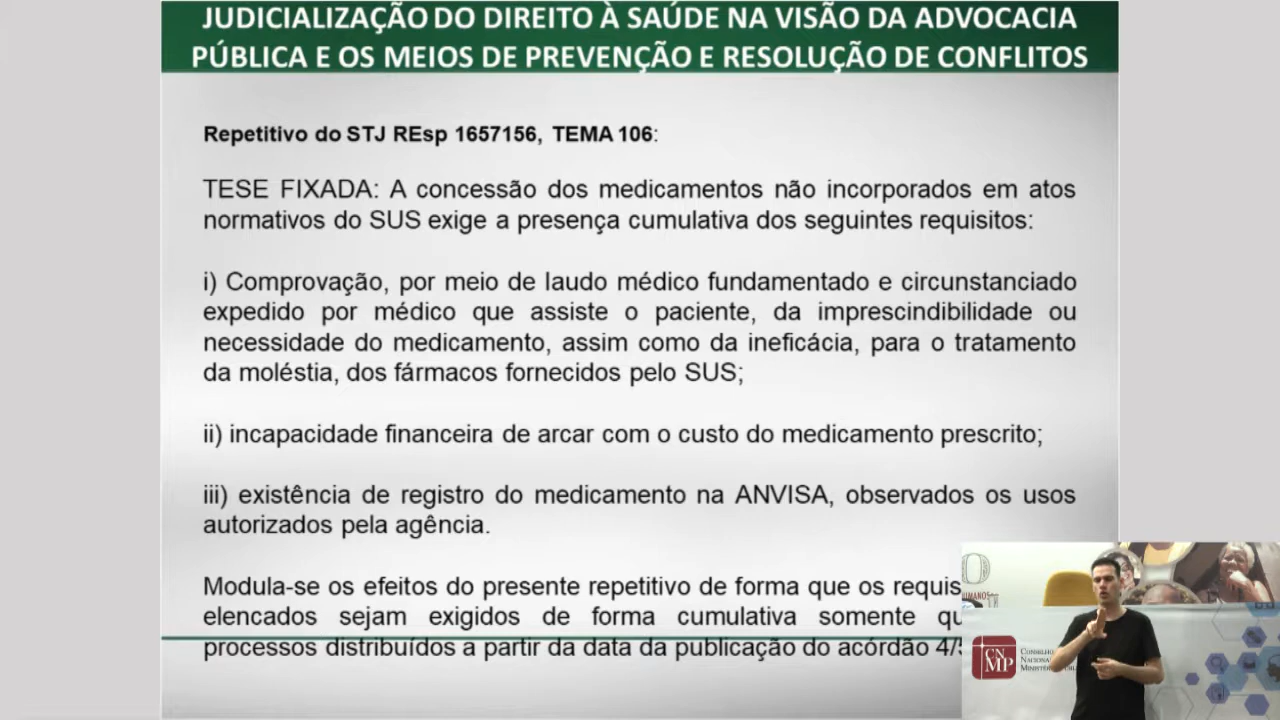 JUDICIALIZAÇÃO DO DIREITO À SAÚDE NA VISÃO DA ADVOCACIA
PÚBLICA E OS MEIOS DE PREVENÇÃO E RESOLUÇÃO DE CONFLITOS
Repetitivo do STJ REsp 1657156, TEMA 106:
TESE FIXADA: A concessão dos medicamentos não incorporados em atos
normativos do SUS exige a presença cumulativa dos seguintes requisitos:
i) Comprovação, por meio de laudo médico fundamentado e circunstanciado
expedido por médico que assiste o paciente, da imprescindibilidade ou
necessidade do medicamento, assim como da ineficácia, para o tratamento
da moléstia, dos fármacos fornecidos pelo SUS;
ii) incapacidade financeira de arcar com o custo do medicamento prescrito;
iii) existência de registro do medicamento na ANVISA, observados os usos
autorizados pela agência.
Modula-se os efeitos do presente repetitivo de forma que os
elencados sejam exigidos de forma cumulativa somente
processos distribuídos a partir da data da publicação do acórdão
CN
MP